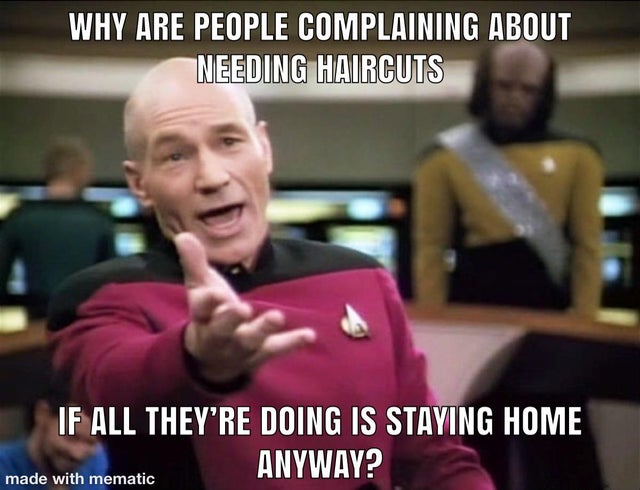 WHY ARE PEOPLE COMPLAINING ABOUT
NEEDING HAIRCUTS
IF ALL THEY’RE DOING IS STAYING HOME
ANYWAY?
made with mematic